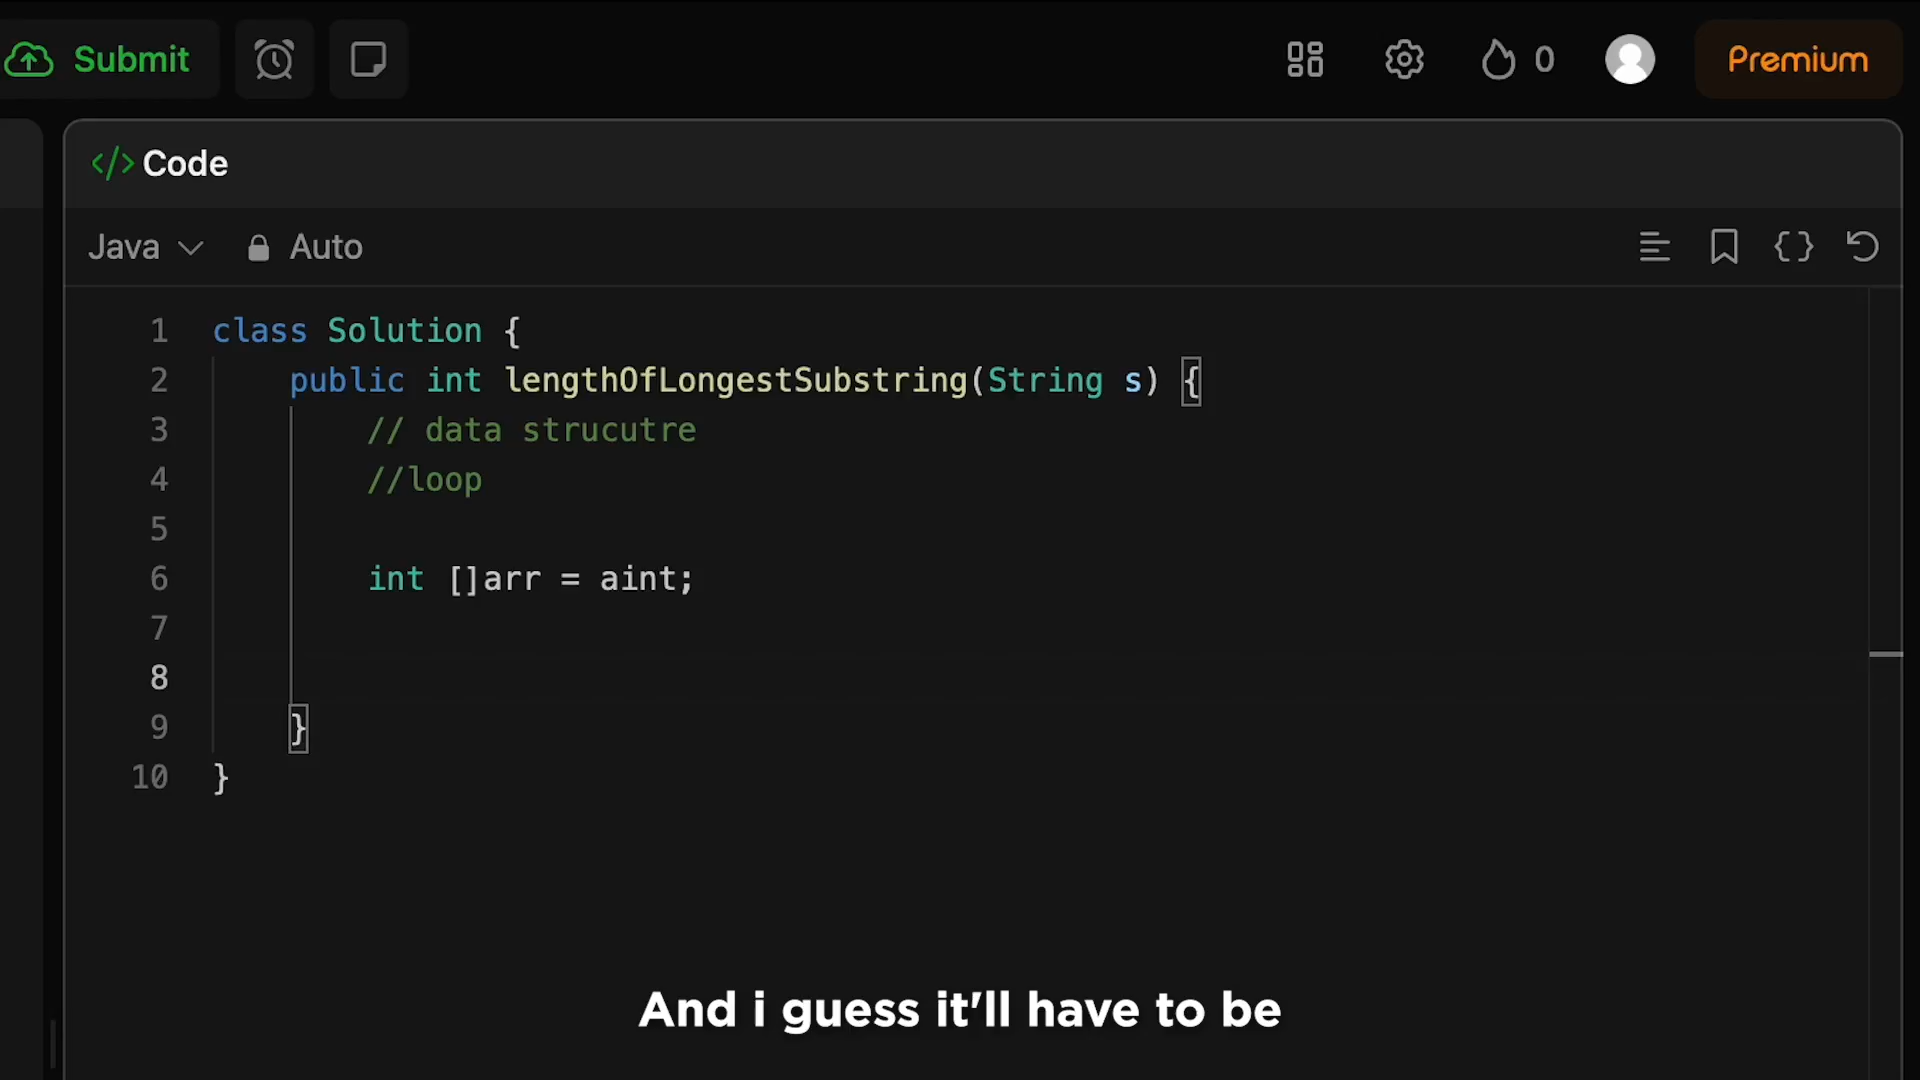 Submit
0
Premium
</> Code
Java
Auto
{}
1 class Solution {
2 public int lengthOfLongestSubstring(String s) {
3 // data strucutre
4 //loop
5
6 int []arr = aint;
7
8
9 }
10 }
And i guess it'll have to be